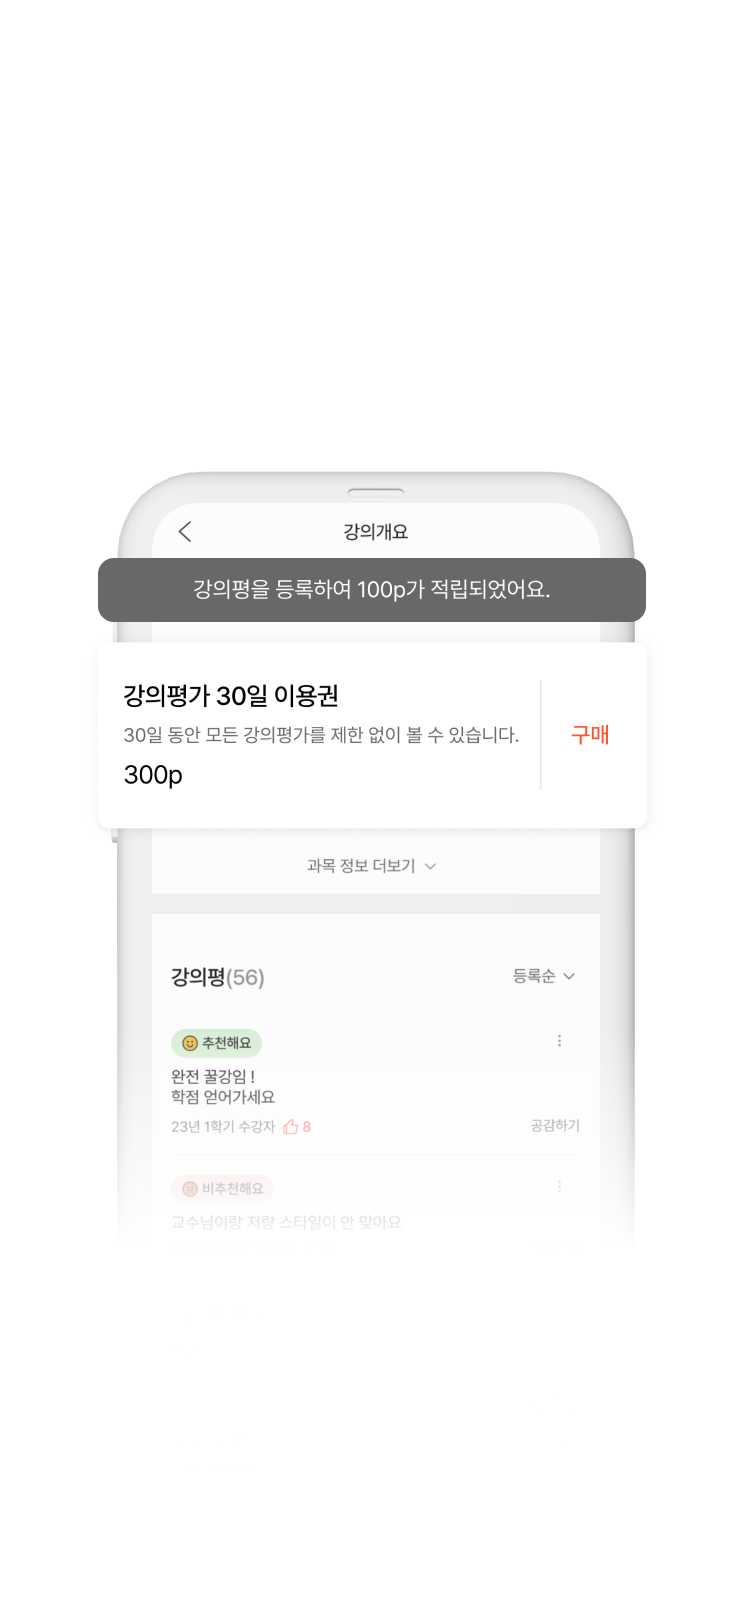 강의개요
강의평을 등록하여 100p가 적립되었어요.
강의평가 30일 이용권
30일 동안 모든 강의평가를 제한 없이 볼 수 있습니다.
300p
구매
과목 정보 더보기
강의평(56)
등록순
추천해요
완전 꿀강임 !
학점 얻어가세요
23년 1학기 수강자 8
공감하기
비추천해요
교수님이랑 저랑 스타일이 안 맞아요